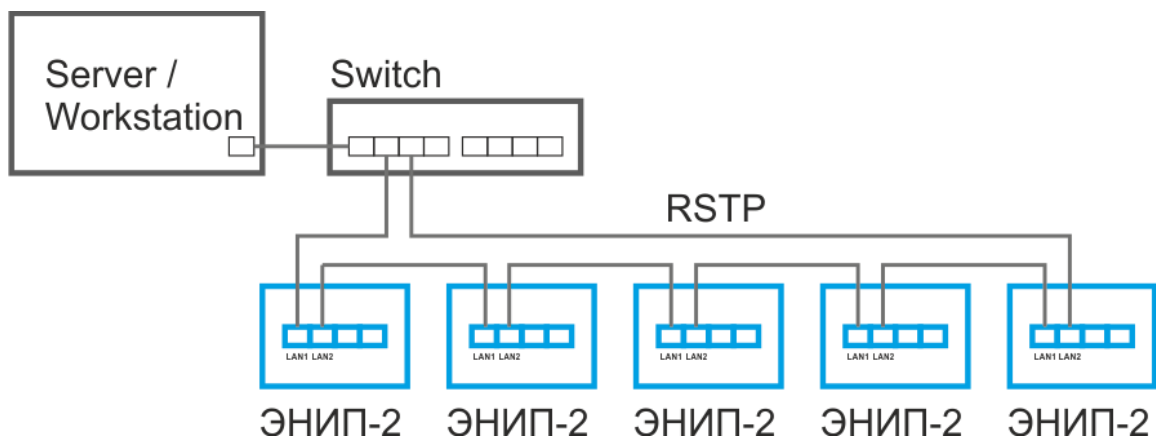 Server /
Workstation
Switch
RSTP
LAN1 LAN2
LAN1 LAN2
LAN1 LAN2
LAN1 LAN2
LAN1 LAN2
ЭНИП-2
ЭНИП-2
ЭНИП-2
ЭНИП-2
ЭНИП-2